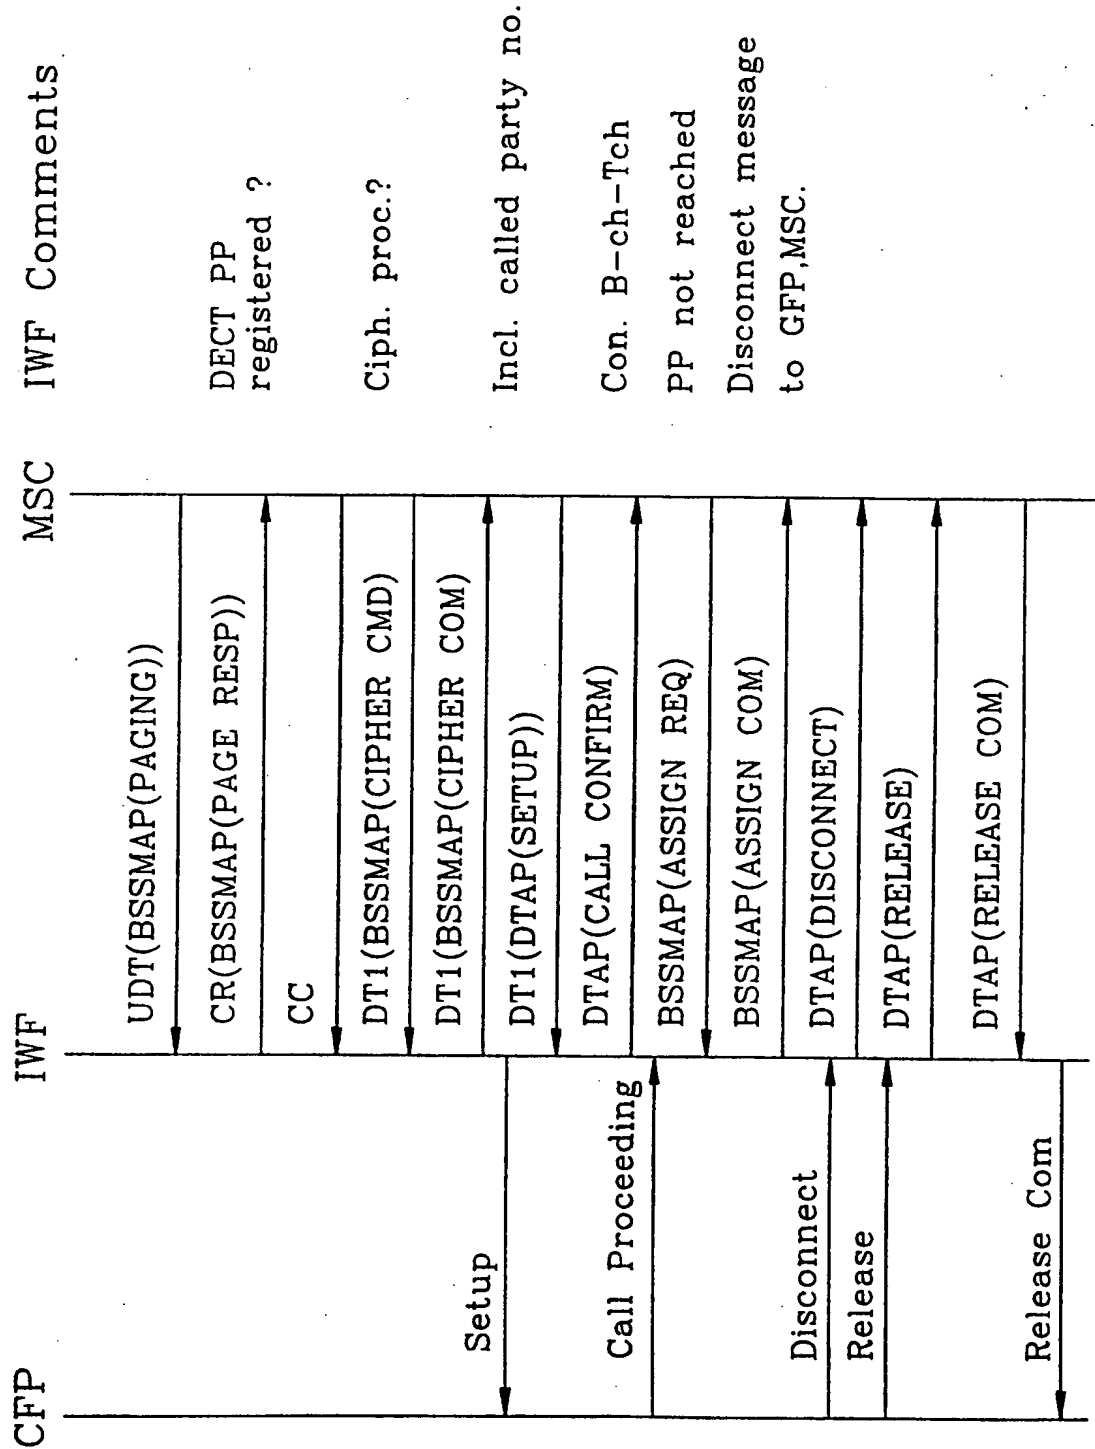 CFP
IWF
MSC
IWF Comments
UDT(BSSMAP(PAGING))
CR(BSSMAP(PAGE RESP))
DECT PP
registered ?
CC
DT1(BSSMAP(CIPHER CMD)
Ciph. proc.?
DT1(BSSMAP(CIPHER COM)
Setup
DT1(DTAP(SETUP))
Incl. called party no.
DTAP(CALL CONFIRM)
Call Proceeding
BSSMAP(ASSIGN REQ)
Con. B-ch-Tch
BSSMAP(ASSIGN COM)
PP not reached
Disconnect
DTAP(DISCONNECT)
Disconnect message
to GFP,MSC.
Release
DTAP(RELEASE)
DTAP(RELEASE COM)
Release Com